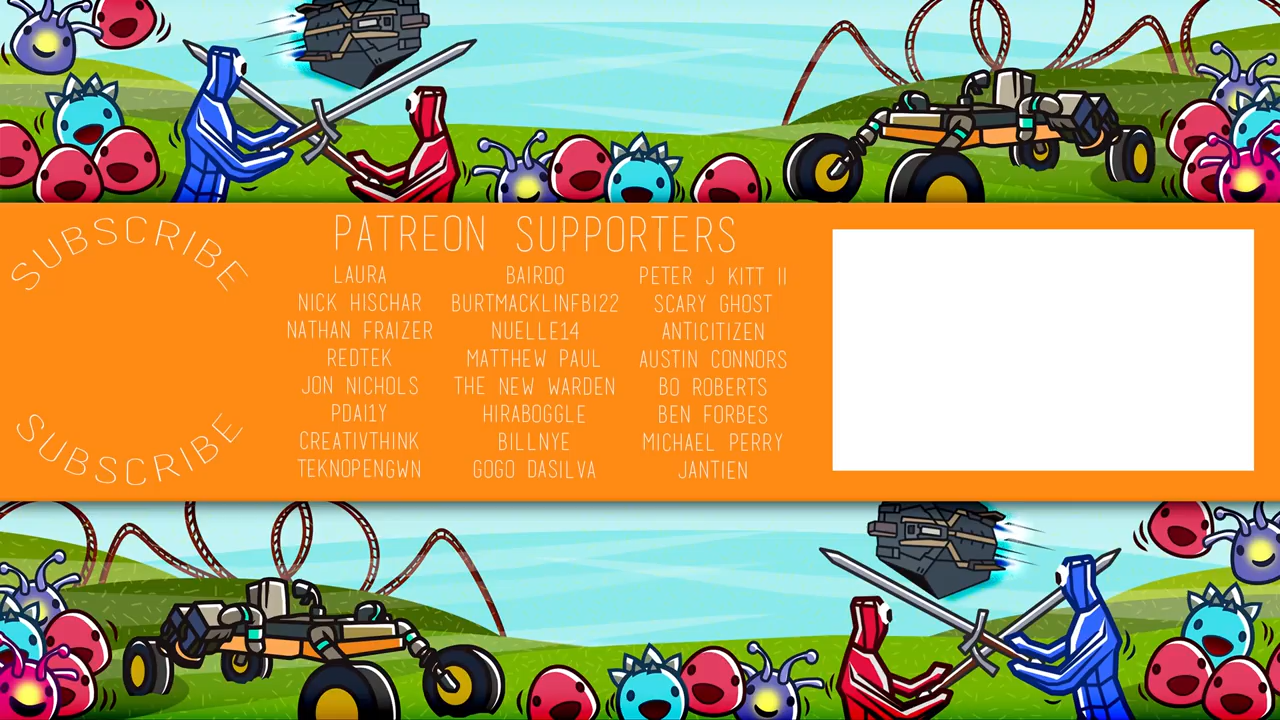 SUBSCRIBE
SUBSCRIBE
PATREON SUPPORTERS
LAURA BAIRDO PETER J KITT II
NICK HISCHAR BURTMACKLINFBI22 SCARY GHOST
NATHAN FRAIZER NUELLE14 ANTICITIZEN
REDTEK MATTHEW PAUL AUSTIN CONNORS
JON NICHOLS THE NEW WARDEN BO ROBERTS
PDAI1Y HIRABOGGLE BEN FORBES
CREATIVTHINK BILLNYE MICHAEL PERRY
TEKNOPENGWN GOGO DASILVA JANTIEN